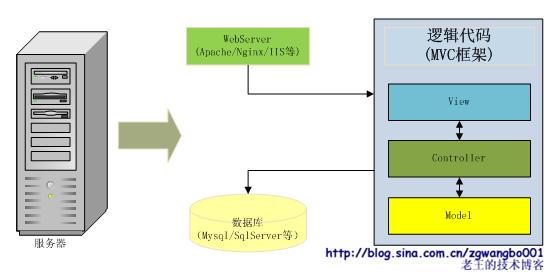 WebServer
(Apache/Nginx/IIS等)
逻辑代码
(MVC框架)
View
Controller
Model
数据库
(Mysql/SqlServer等)
服务器
http://blog.sina.com.cn/zgwangbo001
老王的技术博客